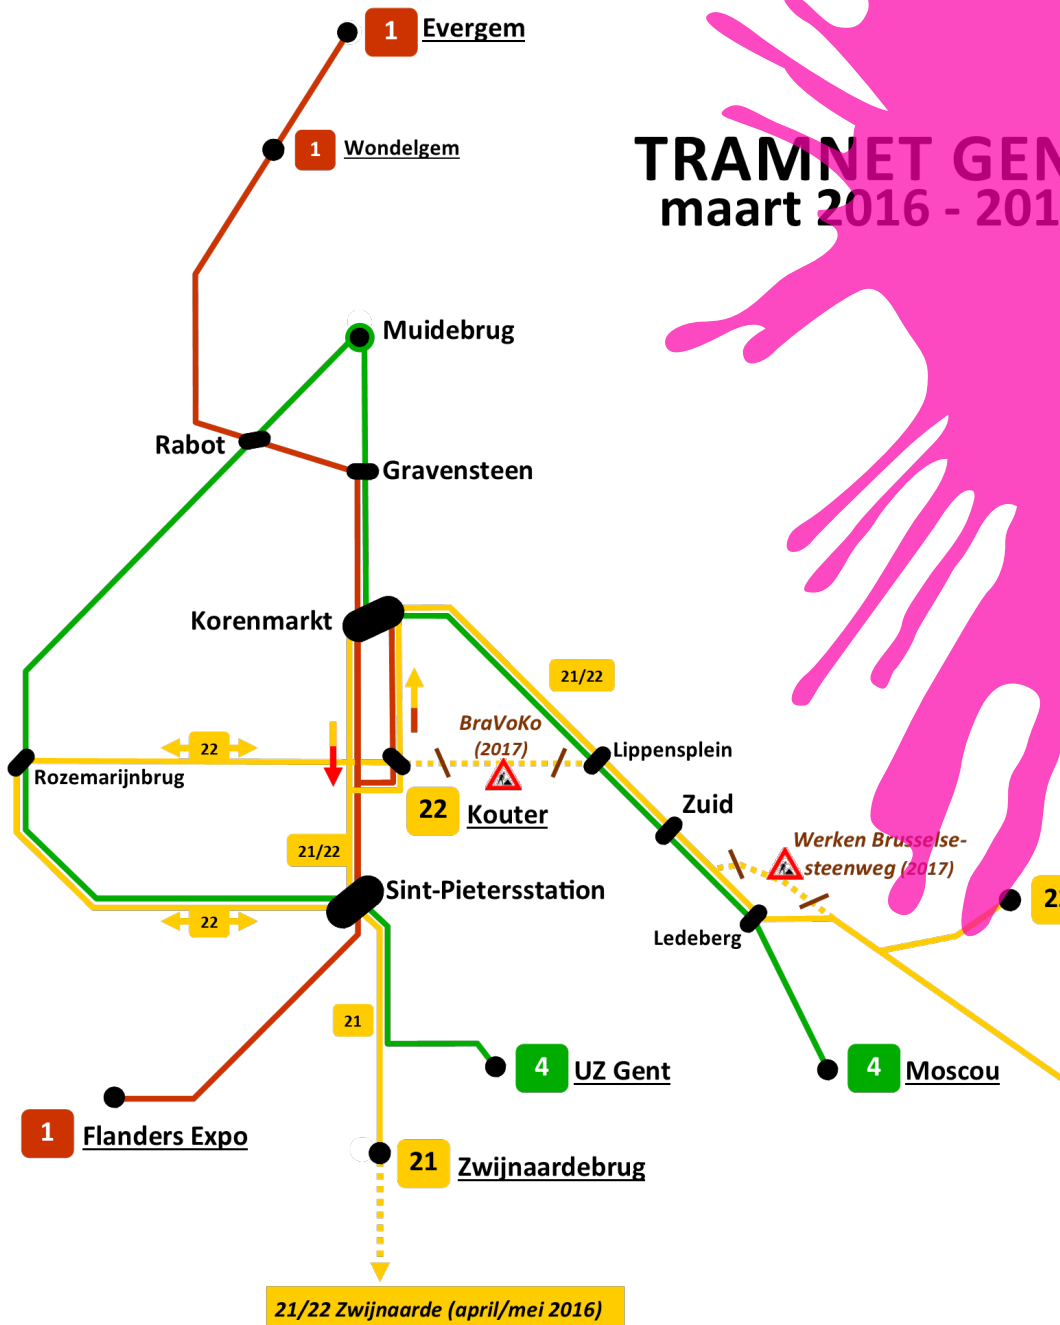 1 Evergem
1 Wondelgem
TRAMNET
maart 2016 -
Muidebrug
Rabot
Gravensteen
Korenmarkt
21/22
BraVoKo
(2017)
22
Lippensplein
Rozemarijnbrug
22 Kouter
Zuid
21/22
Werken Brusselse-
steenweg (2017)
Sint-Pietersstation
22
Ledeberg
21
4 UZ Gent
4 Moscou
1 Flanders Expo
21 Zwijnaardebrug
21/22 Zwijnaarde (april/mei 2016)